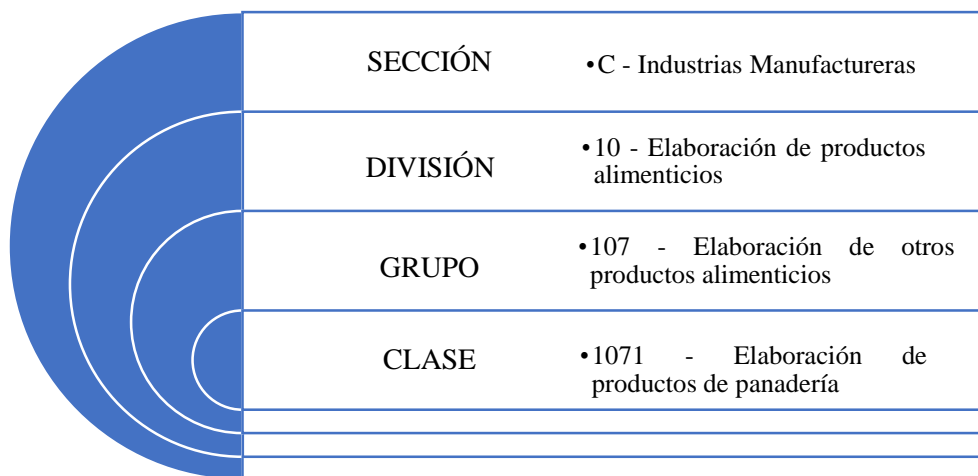 SECCIÓN
•C - Industrias Manufactureras
DIVISIÓN
•10 - Elaboración de productos
alimenticios
GRUPO
•107 - Elaboración de otros
productos alimenticios
CLASE
•1071 - Elaboración de
productos de panadería